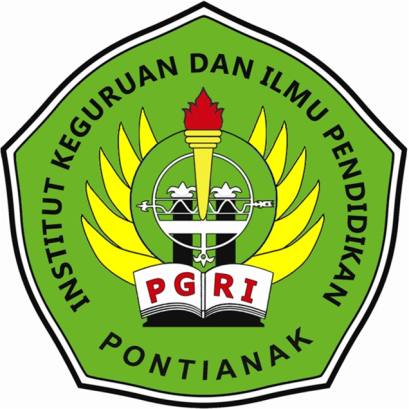 INSTITUT KEGURUAN DAN ILMU PENDIDIKAN
PGRI
PONTIANAK